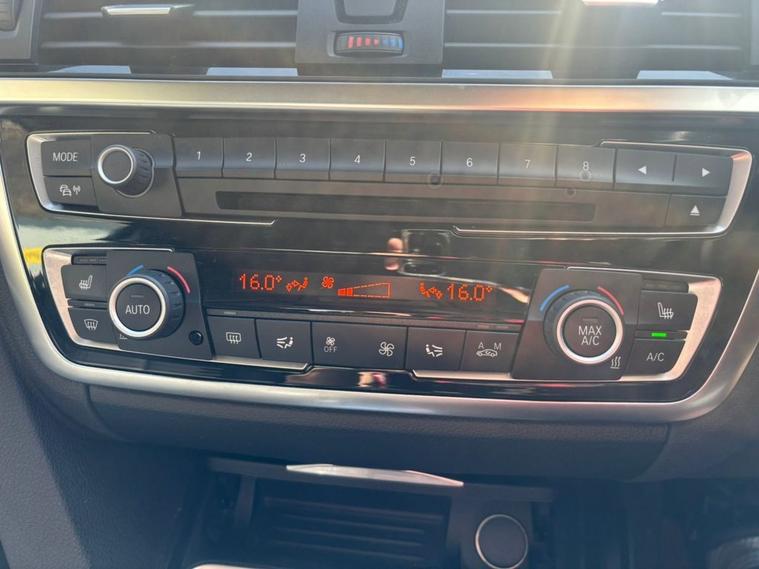 MODE 1 2 3 4 5 6 7 8
16.0° 16.0°
AUTO MAX A/C
OFF A M A/C